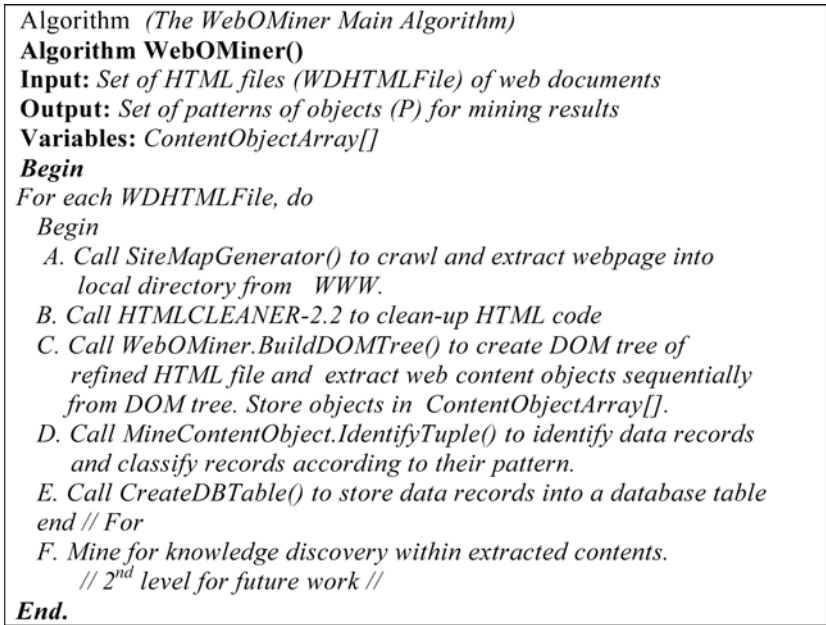 Algorithm (The WebOMiner Main Algorithm)
Algorithm WebOMiner()
Input: Set of HTML files (WDHTMLFile) of web documents
Output: Set of patterns of objects (P) for mining results
Variables: ContentObjectArray[]
Begin
For each WDHTMLFile, do
Begin
A. Call SiteMapGenerator() to crawl and extract webpage into
local directory from WWW.
B. Call HTMLCLEANER-2.2 to clean-up HTML code
C. Call WebOMiner.BuildDOMTree() to create DOM tree of
refined HTML file and extract web content objects sequentially
from DOM tree. Store objects in ContentObjectArray[].
D. Call MineContentObject.IdentifyTuple() to identify data records
and classify records according to their pattern.
E. Call CreateDBTable() to store data records into a database table
end // For
F. Mine for knowledge discovery within extracted contents.
// 2nd level for future work //
End.